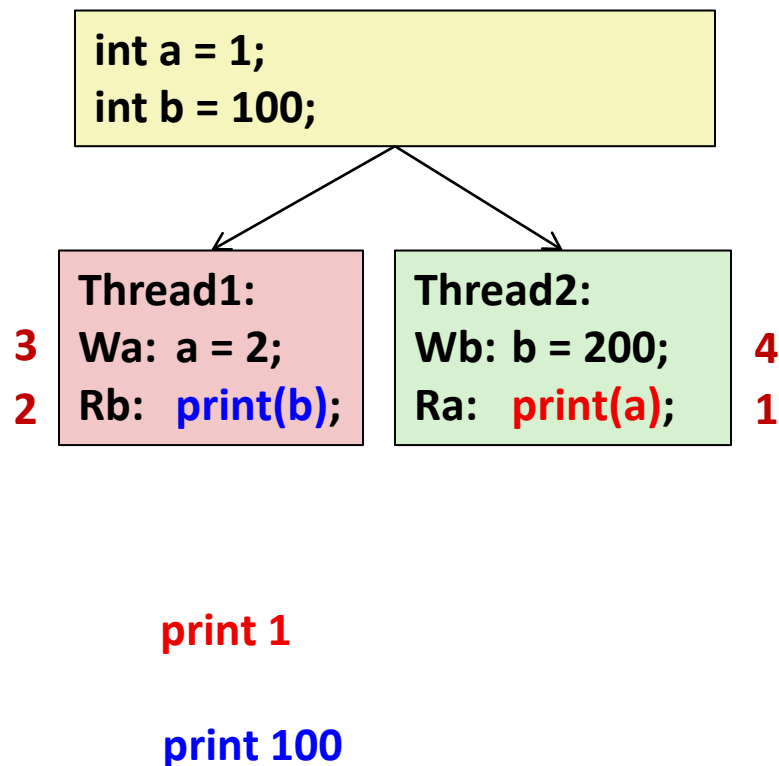 int a = 1;
int b = 100;
Thread1:
3 Wa: a = 2;
2 Rb: print(b);
Thread2:
Wb: b = 200; 4
Ra: print(a); 1
print 1
print 100